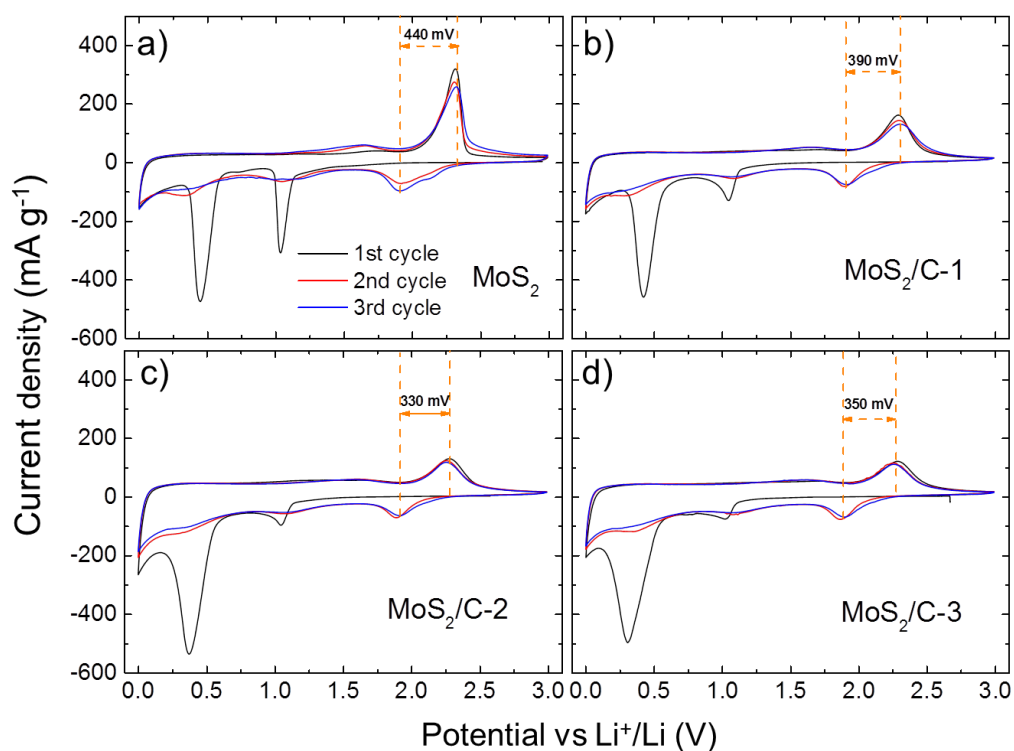 Current density (mA g⁻¹)
400
200
0
-200
-400
-600
a)
440 mV
1st cycle
2nd cycle
3rd cycle
MoS₂
b)
390 mV
MoS₂/C-1
400
200
0
-200
-400
-600
c)
330 mV
MoS₂/C-2
0.0 0.5 1.0 1.5 2.0 2.5 3.0
d)
350 mV
MoS₂/C-3
0.0 0.5 1.0 1.5 2.0 2.5 3.0
Potential vs Li⁺/Li (V)